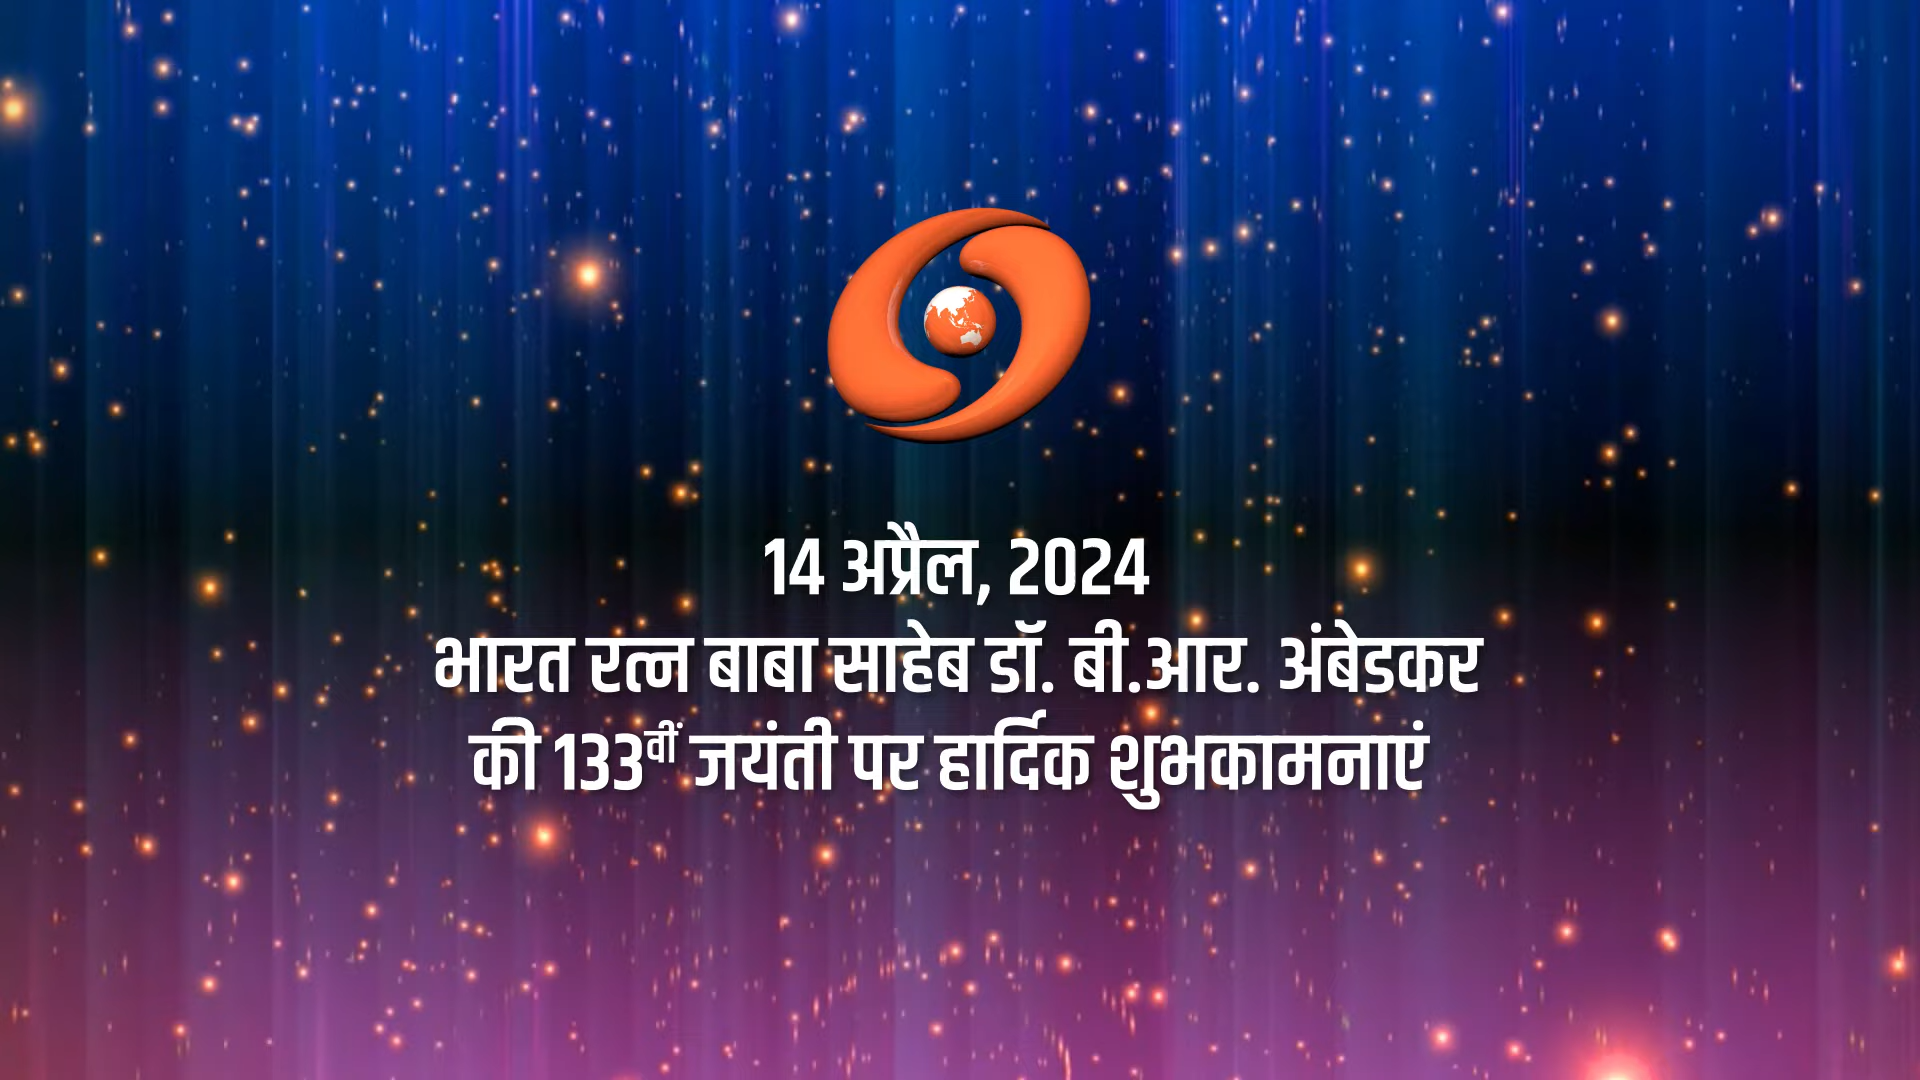 14 अप्रैल, 2024
भारत रत्न बाबा साहेब डॉ. बी.आर. अंबेडकर
की 133वीं जयंती पर हार्दिक शुभकामनाएं